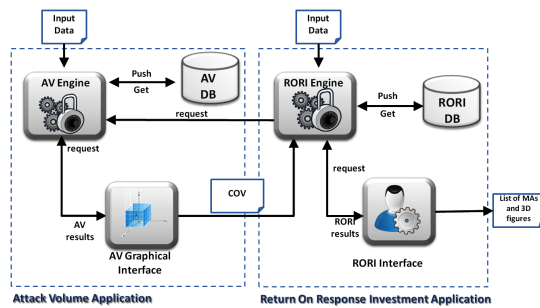 Input
Data
Input
Data
AV Engine
Push
Get
AV
DB
RORI Engine
Push
Get
RORI
DB
request
request
request
COV
AV
results
RORI
results
List of MAs
and 3D
figures
AV Graphical
Interface
RORI Interface
Attack Volume Application
Return On Response Investment Application